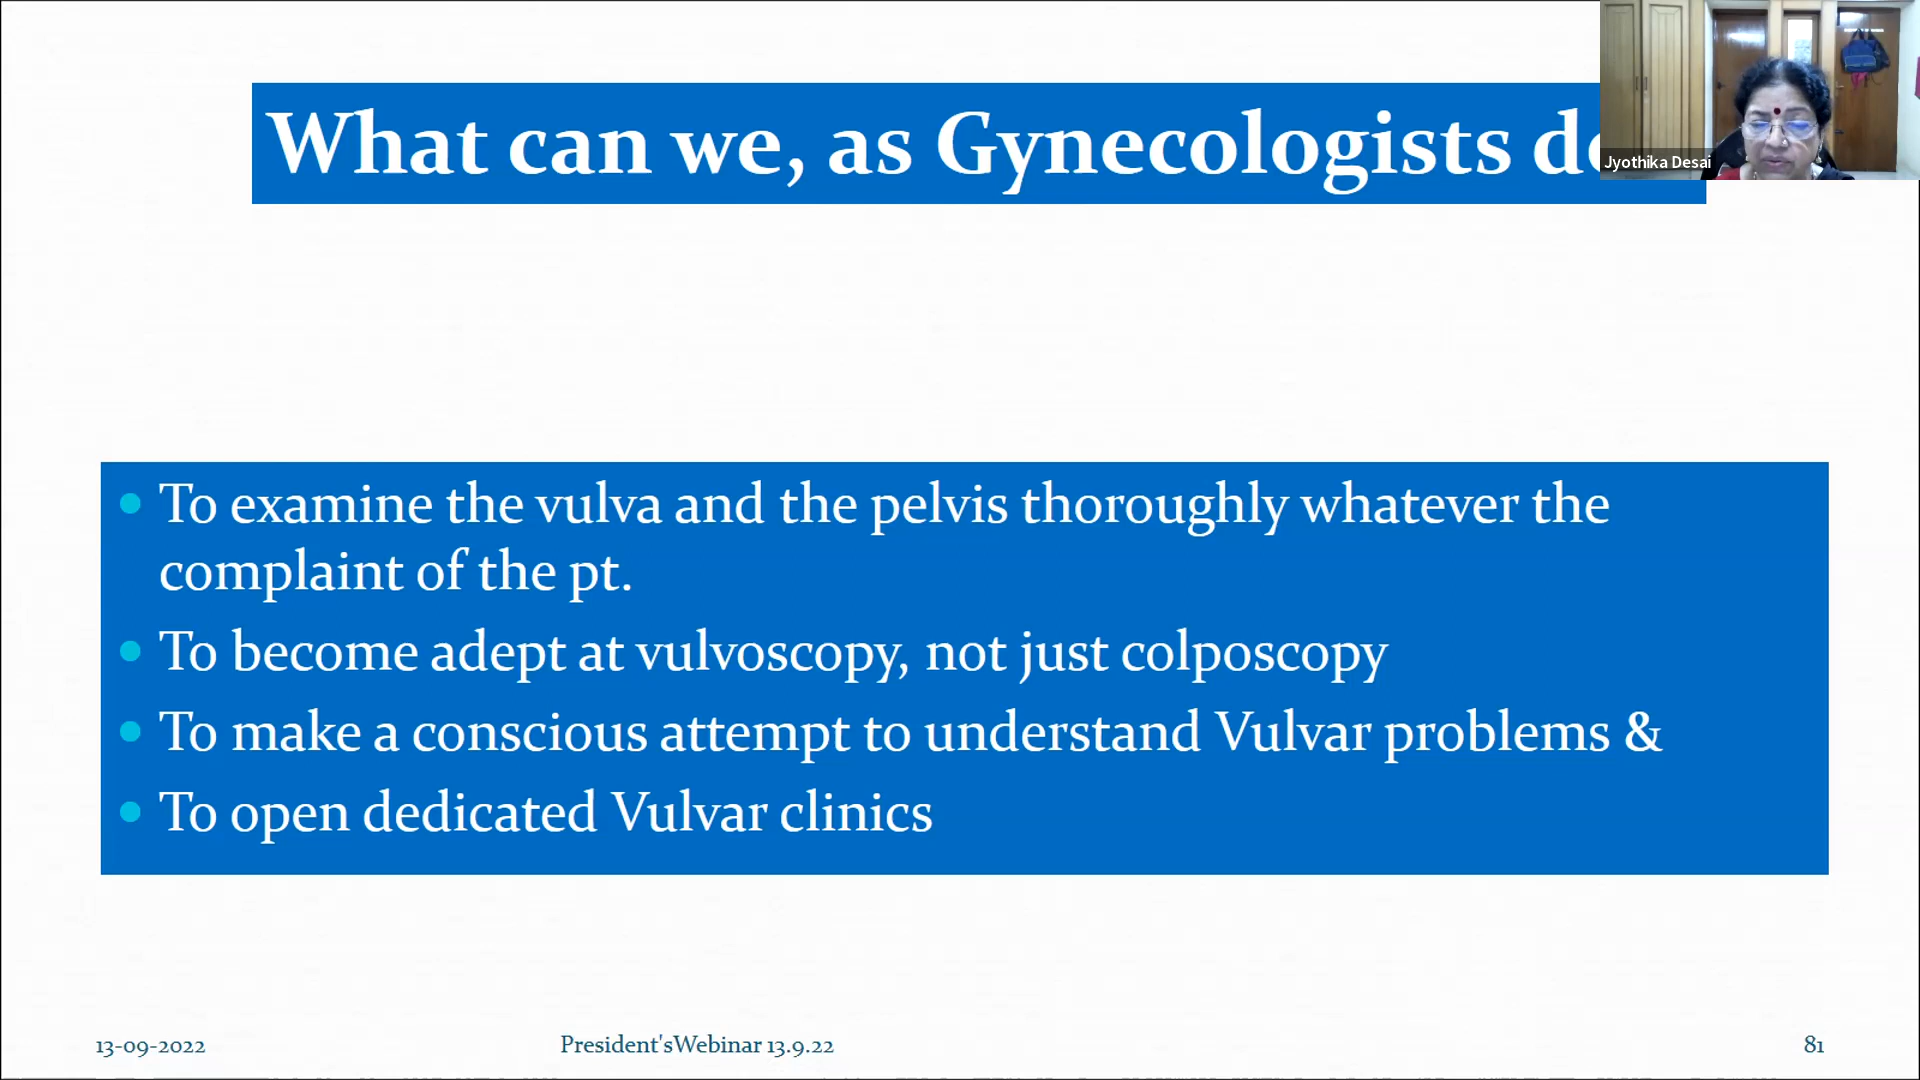 What can we, as Gynecologists do
Jyothika Desai
To examine the vulva and the pelvis thoroughly whatever the
complaint of the pt.
To become adept at vulvoscopy, not just colposcopy
To make a conscious attempt to understand Vulvar problems &
To open dedicated Vulvar clinics
13-09-2022
President'sWebinar 13.9.22
81